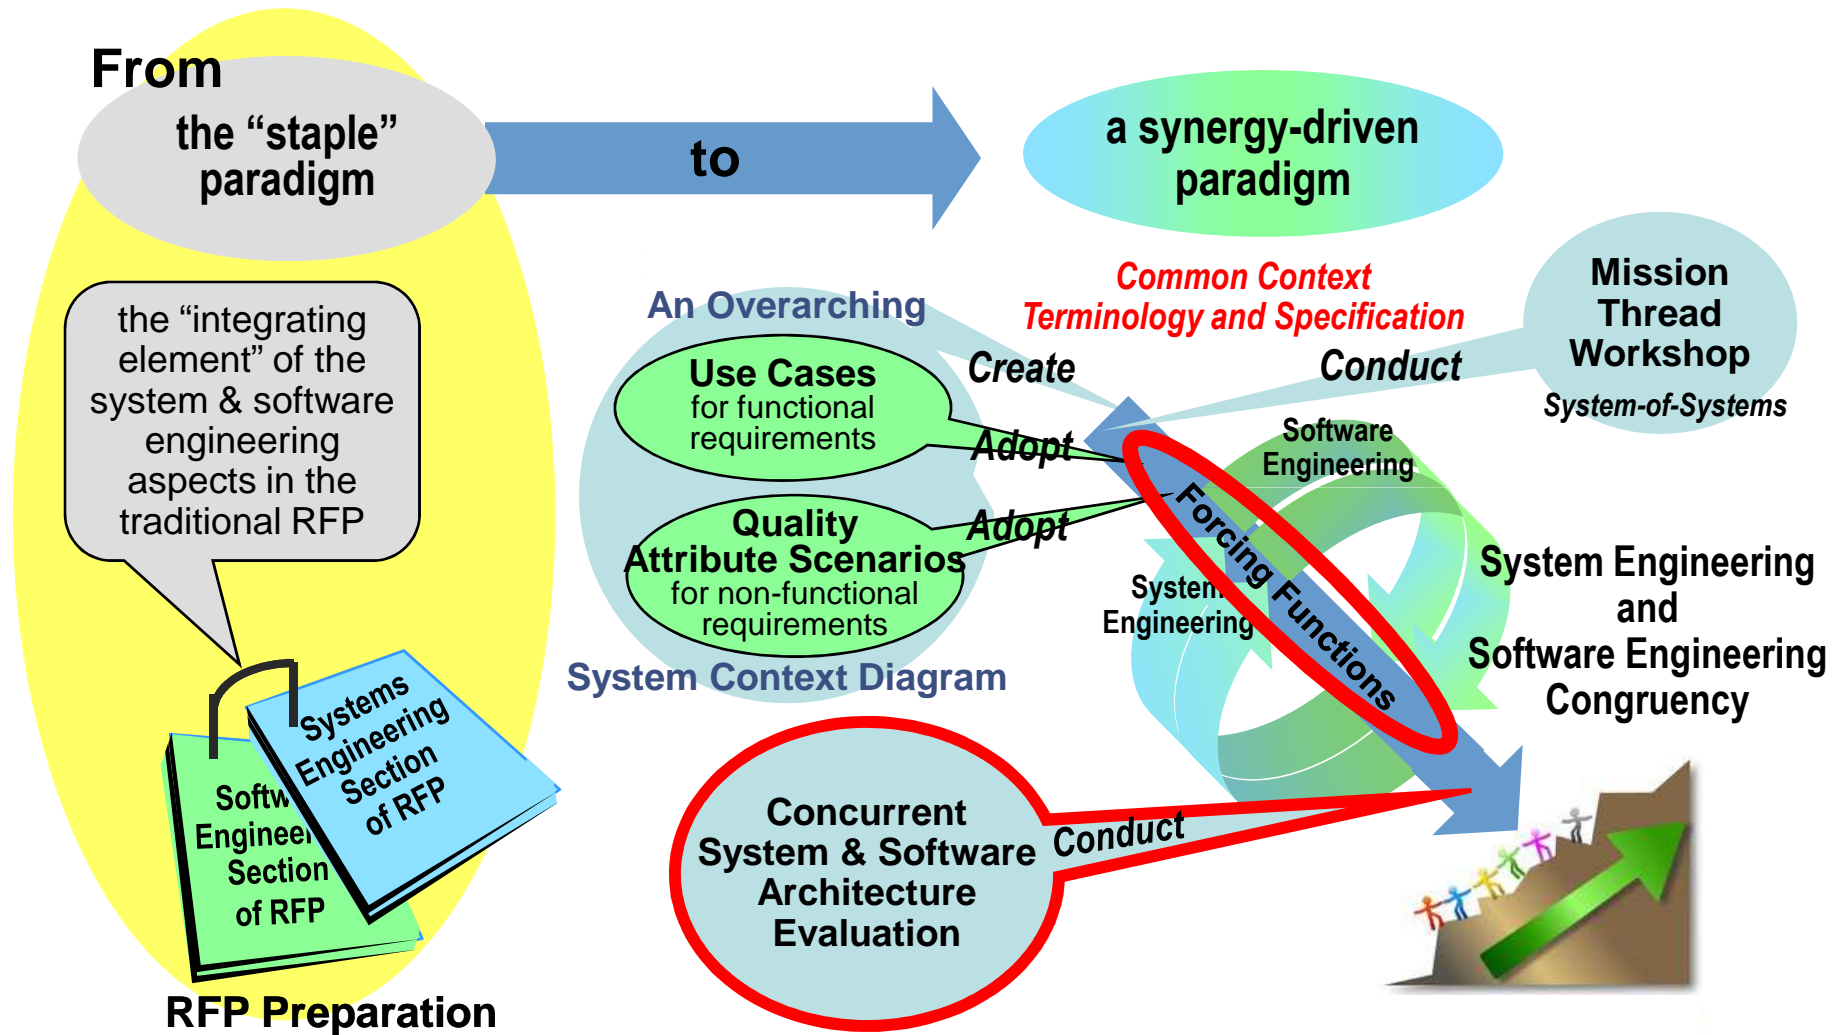 From
the “staple”
paradigm
to
a synergy-driven
paradigm
the “integrating
element” of the
system & software
engineering
aspects in the
traditional RFP
Systems
Engineering
Section
of RFP
Softw
Enginee
Section
of RFP
RFP Preparation
An Overarching
Use Cases
for functional
requirements
Quality
Attribute Scenarios
for non-functional
requirements
System Context Diagram
Create
Adopt
Adopt
Common Context
Terminology and Specification
Conduct
Mission
Thread
Workshop
System-of-Systems
Software
Engineering
System
Engineering
Forcing Functions
System Engineering
and
Software Engineering
Congruency
Concurrent
System & Software
Architecture
Evaluation
Conduct